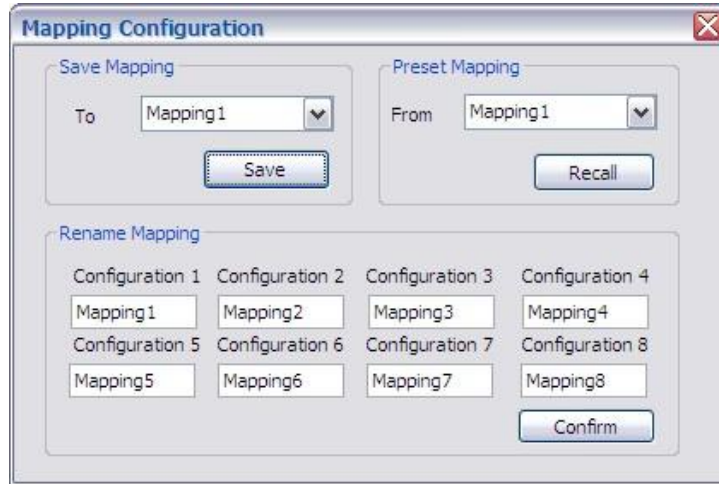 Mapping Configuration
Save Mapping
To Mapping1
Save
Preset Mapping
From Mapping1
Recall
Rename Mapping
Configuration 1 Configuration 2 Configuration 3 Configuration 4
Mapping1 Mapping2 Mapping3 Mapping4
Configuration 5 Configuration 6 Configuration 7 Configuration 8
Mapping5 Mapping6 Mapping7 Mapping8
Confirm